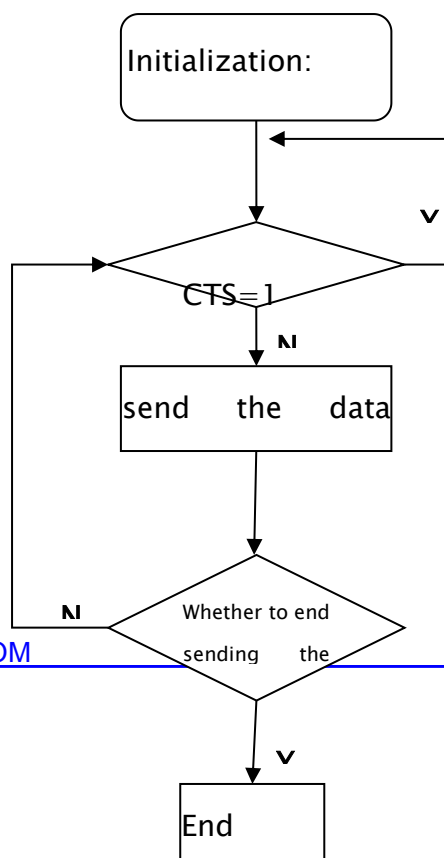 Initialization:
CTS=1
N
send the data
N
Whether to end
sending the
End